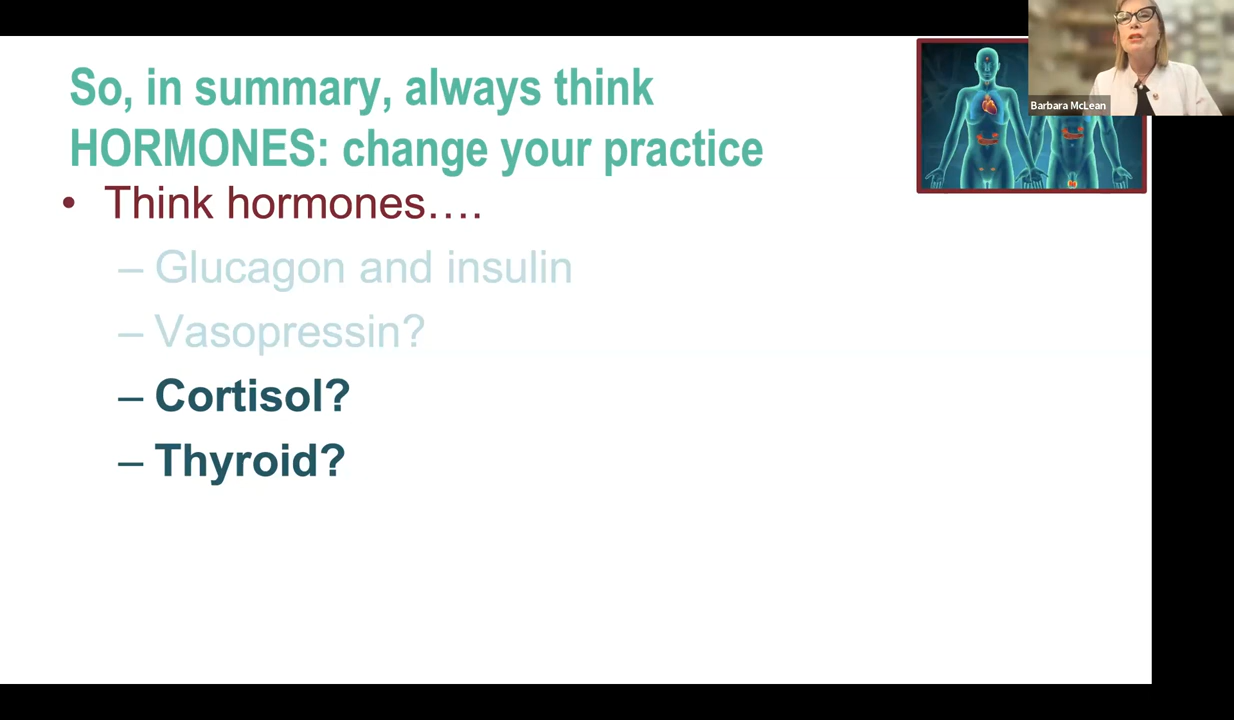 So, in summary, always think
HORMONES: change your practice
• Think hormones....
– Glucagon and insulin
– Vasopressin?
– Cortisol?
– Thyroid?
Barbara McLean